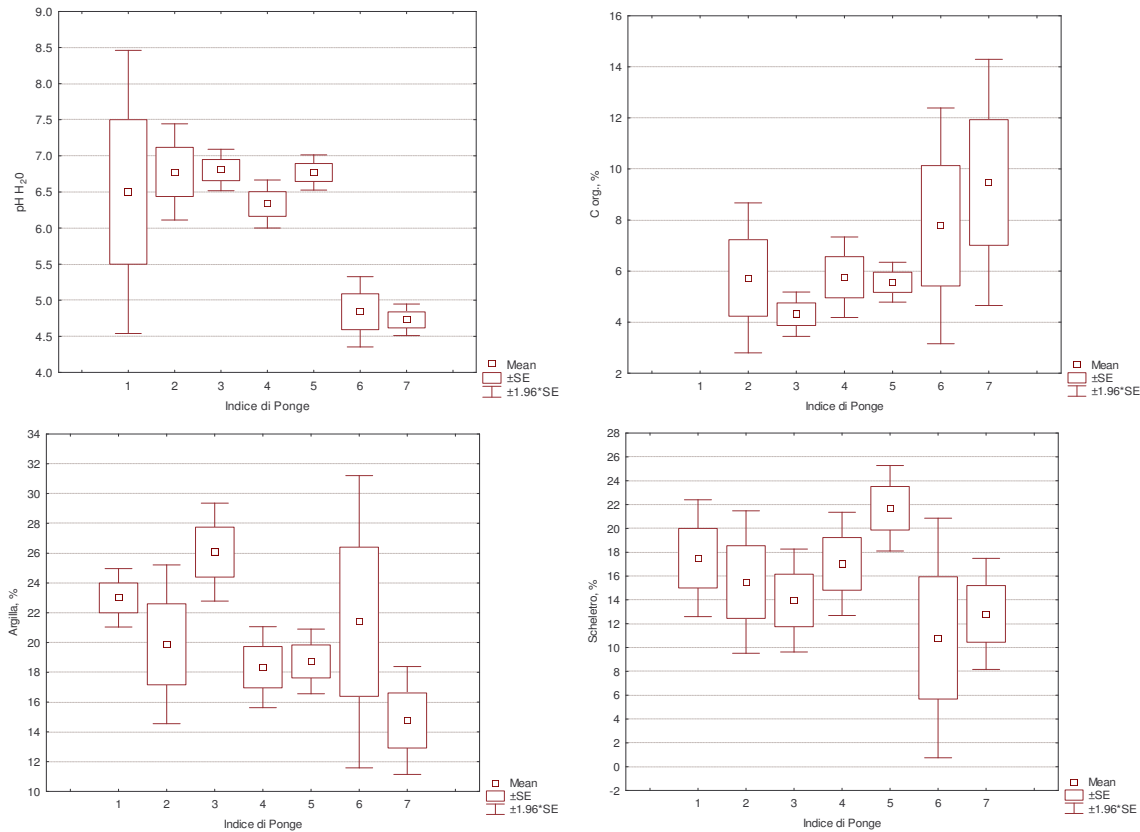 9.0
8.5
8.0
7.5
7.0
6.5
6.0
5.5
5.0
4.5
4.0
pH H₂0
1 2 3 4 5 6 7
Indice di Ponge
Mean
±SE
±1.96*SE
16
14
12
10
8
6
4
2
C org., %
1 2 3 4 5 6 7
Indice di Ponge
Mean
±SE
±1.96*SE
34
32
30
28
26
24
22
20
18
16
14
12
10
Argilla, %
1 2 3 4 5 6 7
Indice di Ponge
Mean
±SE
±1.96*SE
28
26
24
22
20
18
16
14
12
10
8
6
4
2
0
-2
Scheletro, %
1 2 3 4 5 6 7
Indice di Ponge
Mean
±SE
±1.96*SE